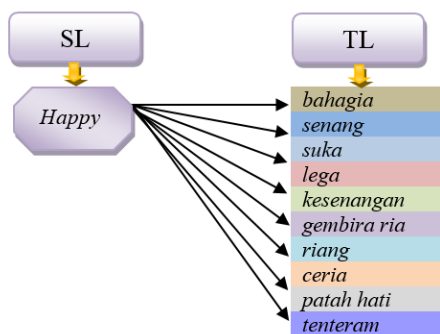 SL
TL
Happy
bahagia
senang
suka
lega
kesenangan
gembira ria
riang
ceria
patah hati
tenteram